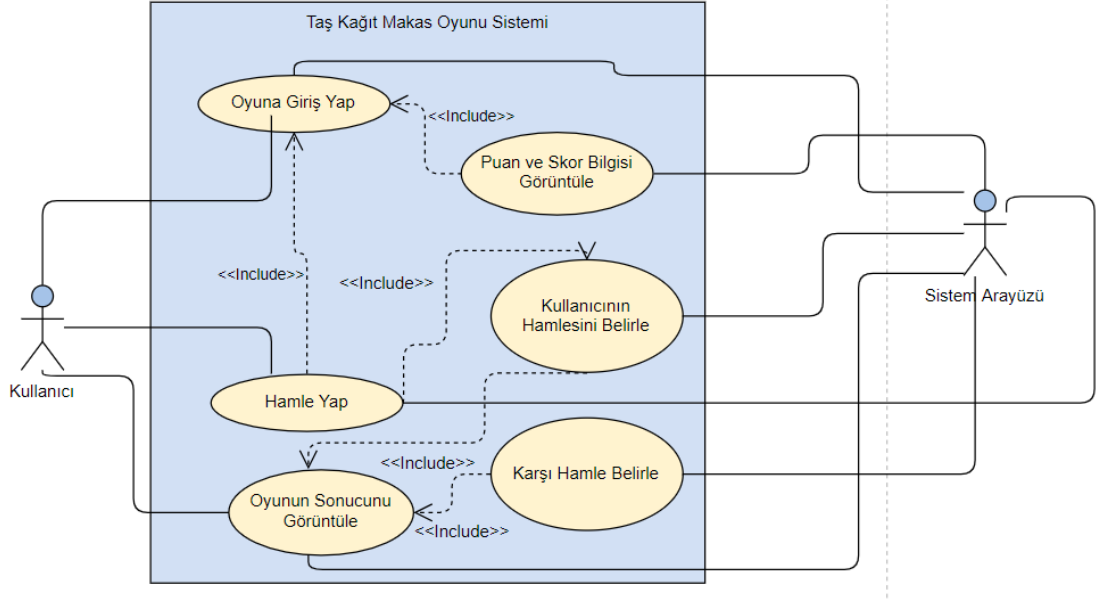 Taş Kağıt Makas Oyunu Sistemi
Oyuna Giriş Yap
<<Include>>
Puan ve Skor Bilgisi
Görüntüle
<<Include>>
<<Include>>
Kullanıcının
Hamlesini Belirle
Sistem Arayüzü
Kullanıcı
Hamle Yap
<<Include>>
Karşı Hamle Belirle
Oyunun Sonucunu
Görüntüle
<<Include>>